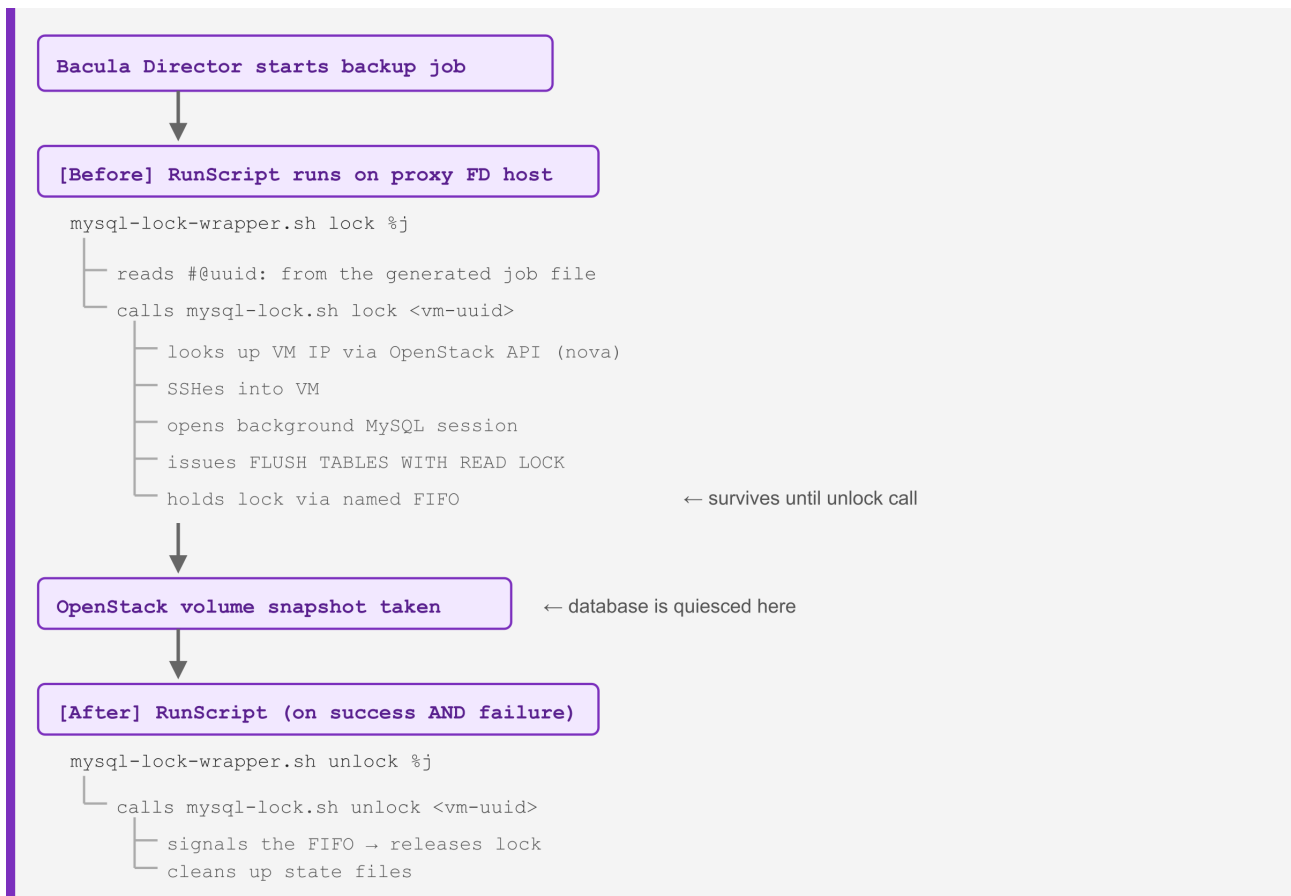 Bacula Director starts backup job
[Before] RunScript runs on proxy FD host
mysql-lock-wrapper.sh lock %j
reads #@uuid: from the generated job file
calls mysql-lock.sh lock <vm-uuid>
looks up VM IP via OpenStack API (nova)
SSHes into VM
opens background MySQL session
issues FLUSH TABLES WITH READ LOCK
holds lock via named FIFO ← survives until unlock call
OpenStack volume snapshot taken ← database is quiesced here
[After] RunScript (on success AND failure)
mysql-lock-wrapper.sh unlock %j
calls mysql-lock.sh unlock <vm-uuid>
signals the FIFO → releases lock
cleans up state files